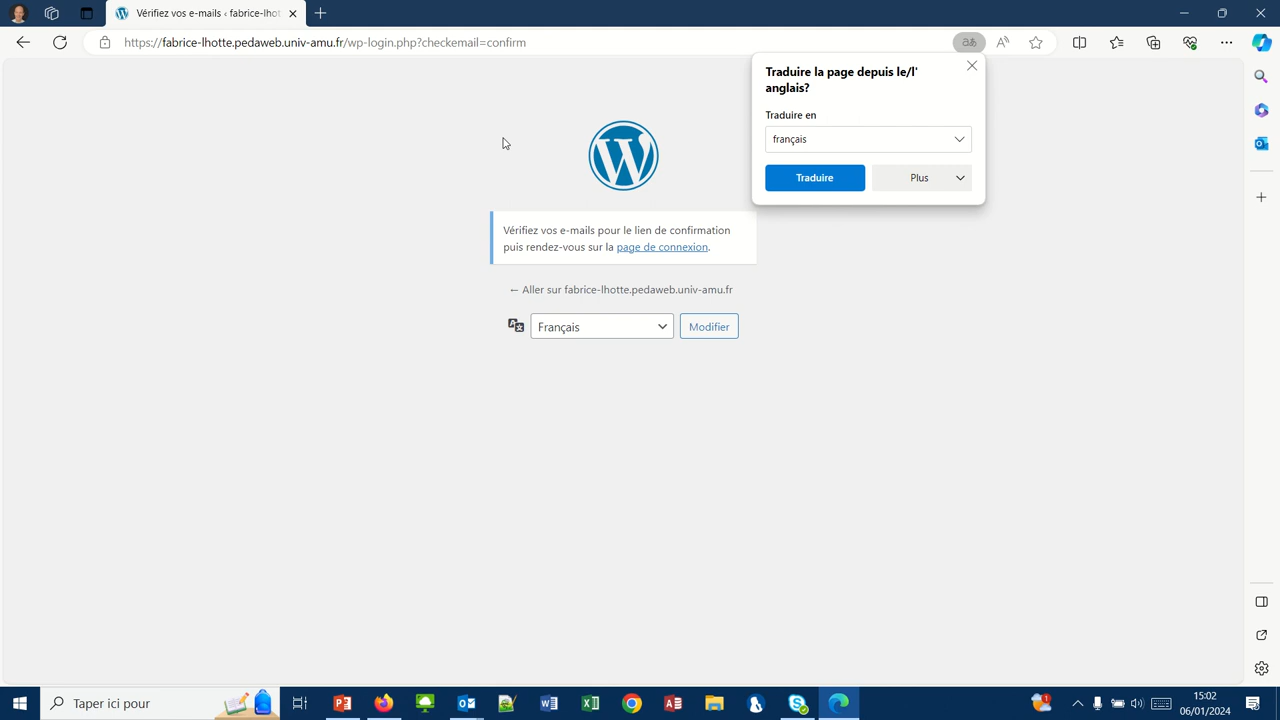 Vérifiez vos e-mails ‹ fabrice-lhot
https://fabrice-lhotte.pedaweb.univ-amu.fr/wp-login.php?checkemail=confirm
Traduire la page depuis le/l'
anglais?
Traduire en
français
Traduire
Plus
Vérifiez vos e-mails pour le lien de confirmation
puis rendez-vous sur la page de connexion.
← Aller sur fabrice-lhotte.pedaweb.univ-amu.fr
Français
Modifier
Taper ici pour
15:02
06/01/2024